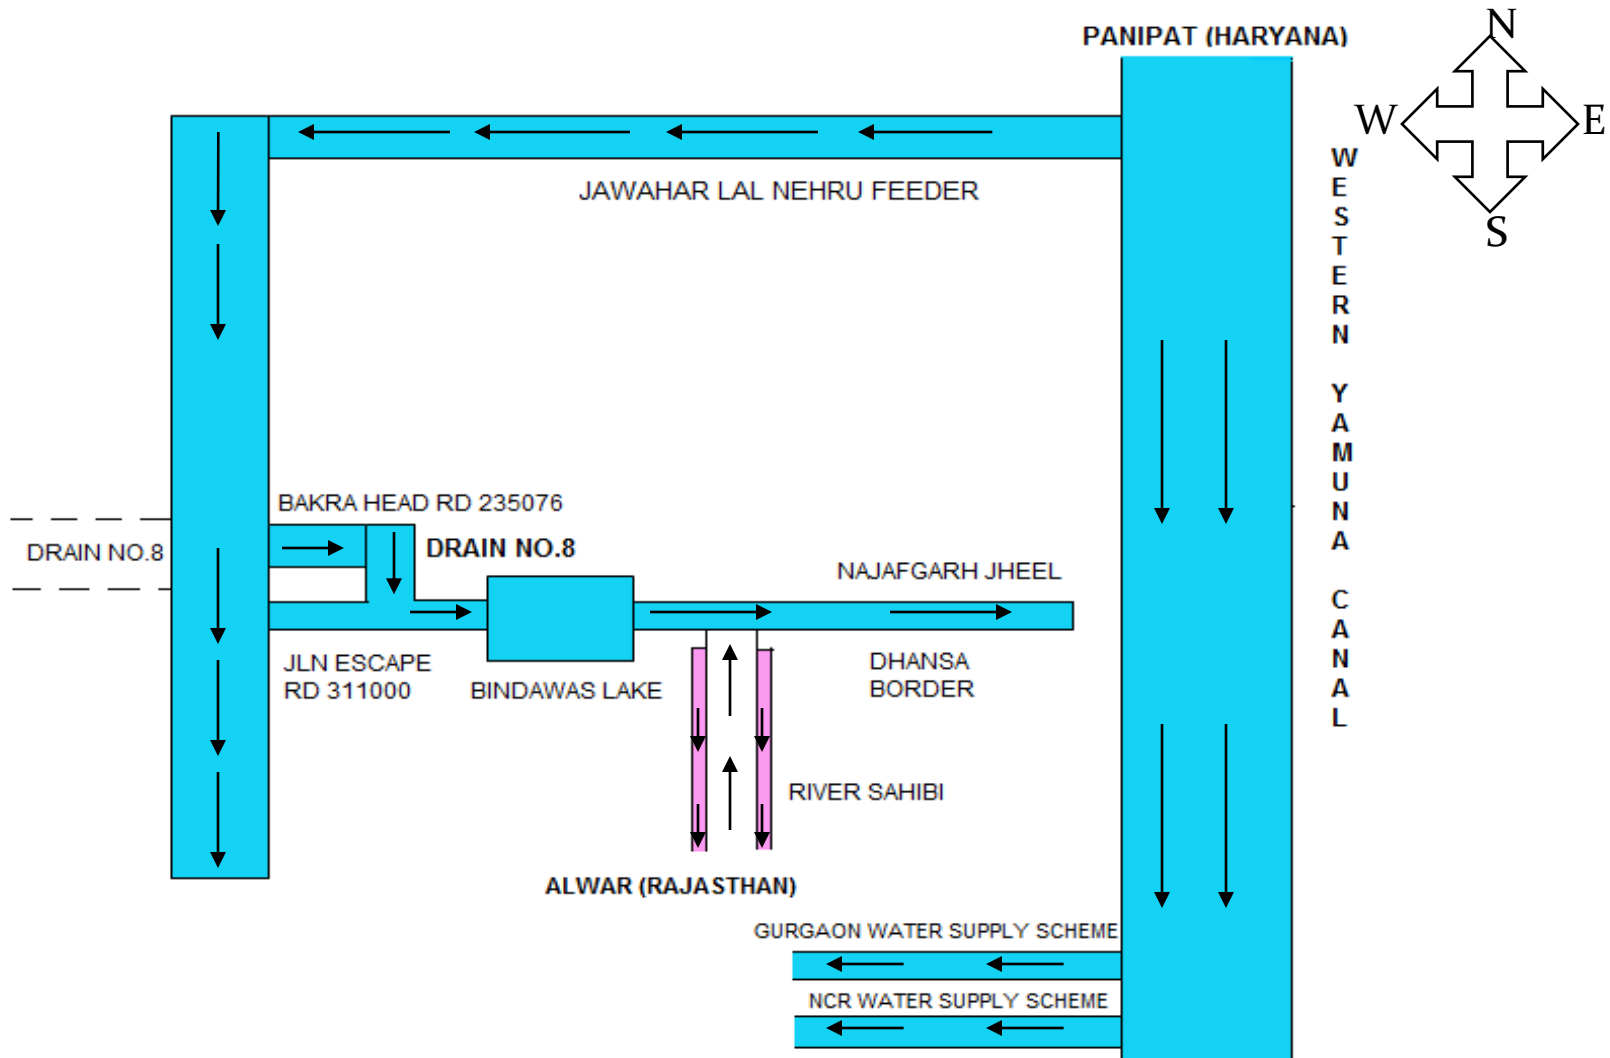 N
PANIPAT (HARYANA)
W
E
S
JAWAHAR LAL NEHRU FEEDER
WESTERN YAMUNA CANAL
BAKRA HEAD RD 235076
DRAIN NO.8
DRAIN NO.8
NAJAFGARH JHEEL
JLN ESCAPE
RD 311000
BINDAWAS LAKE
DHANSA
BORDER
RIVER SAHIBI
ALWAR (RAJASTHAN)
GURGAON WATER SUPPLY SCHEME
NCR WATER SUPPLY SCHEME